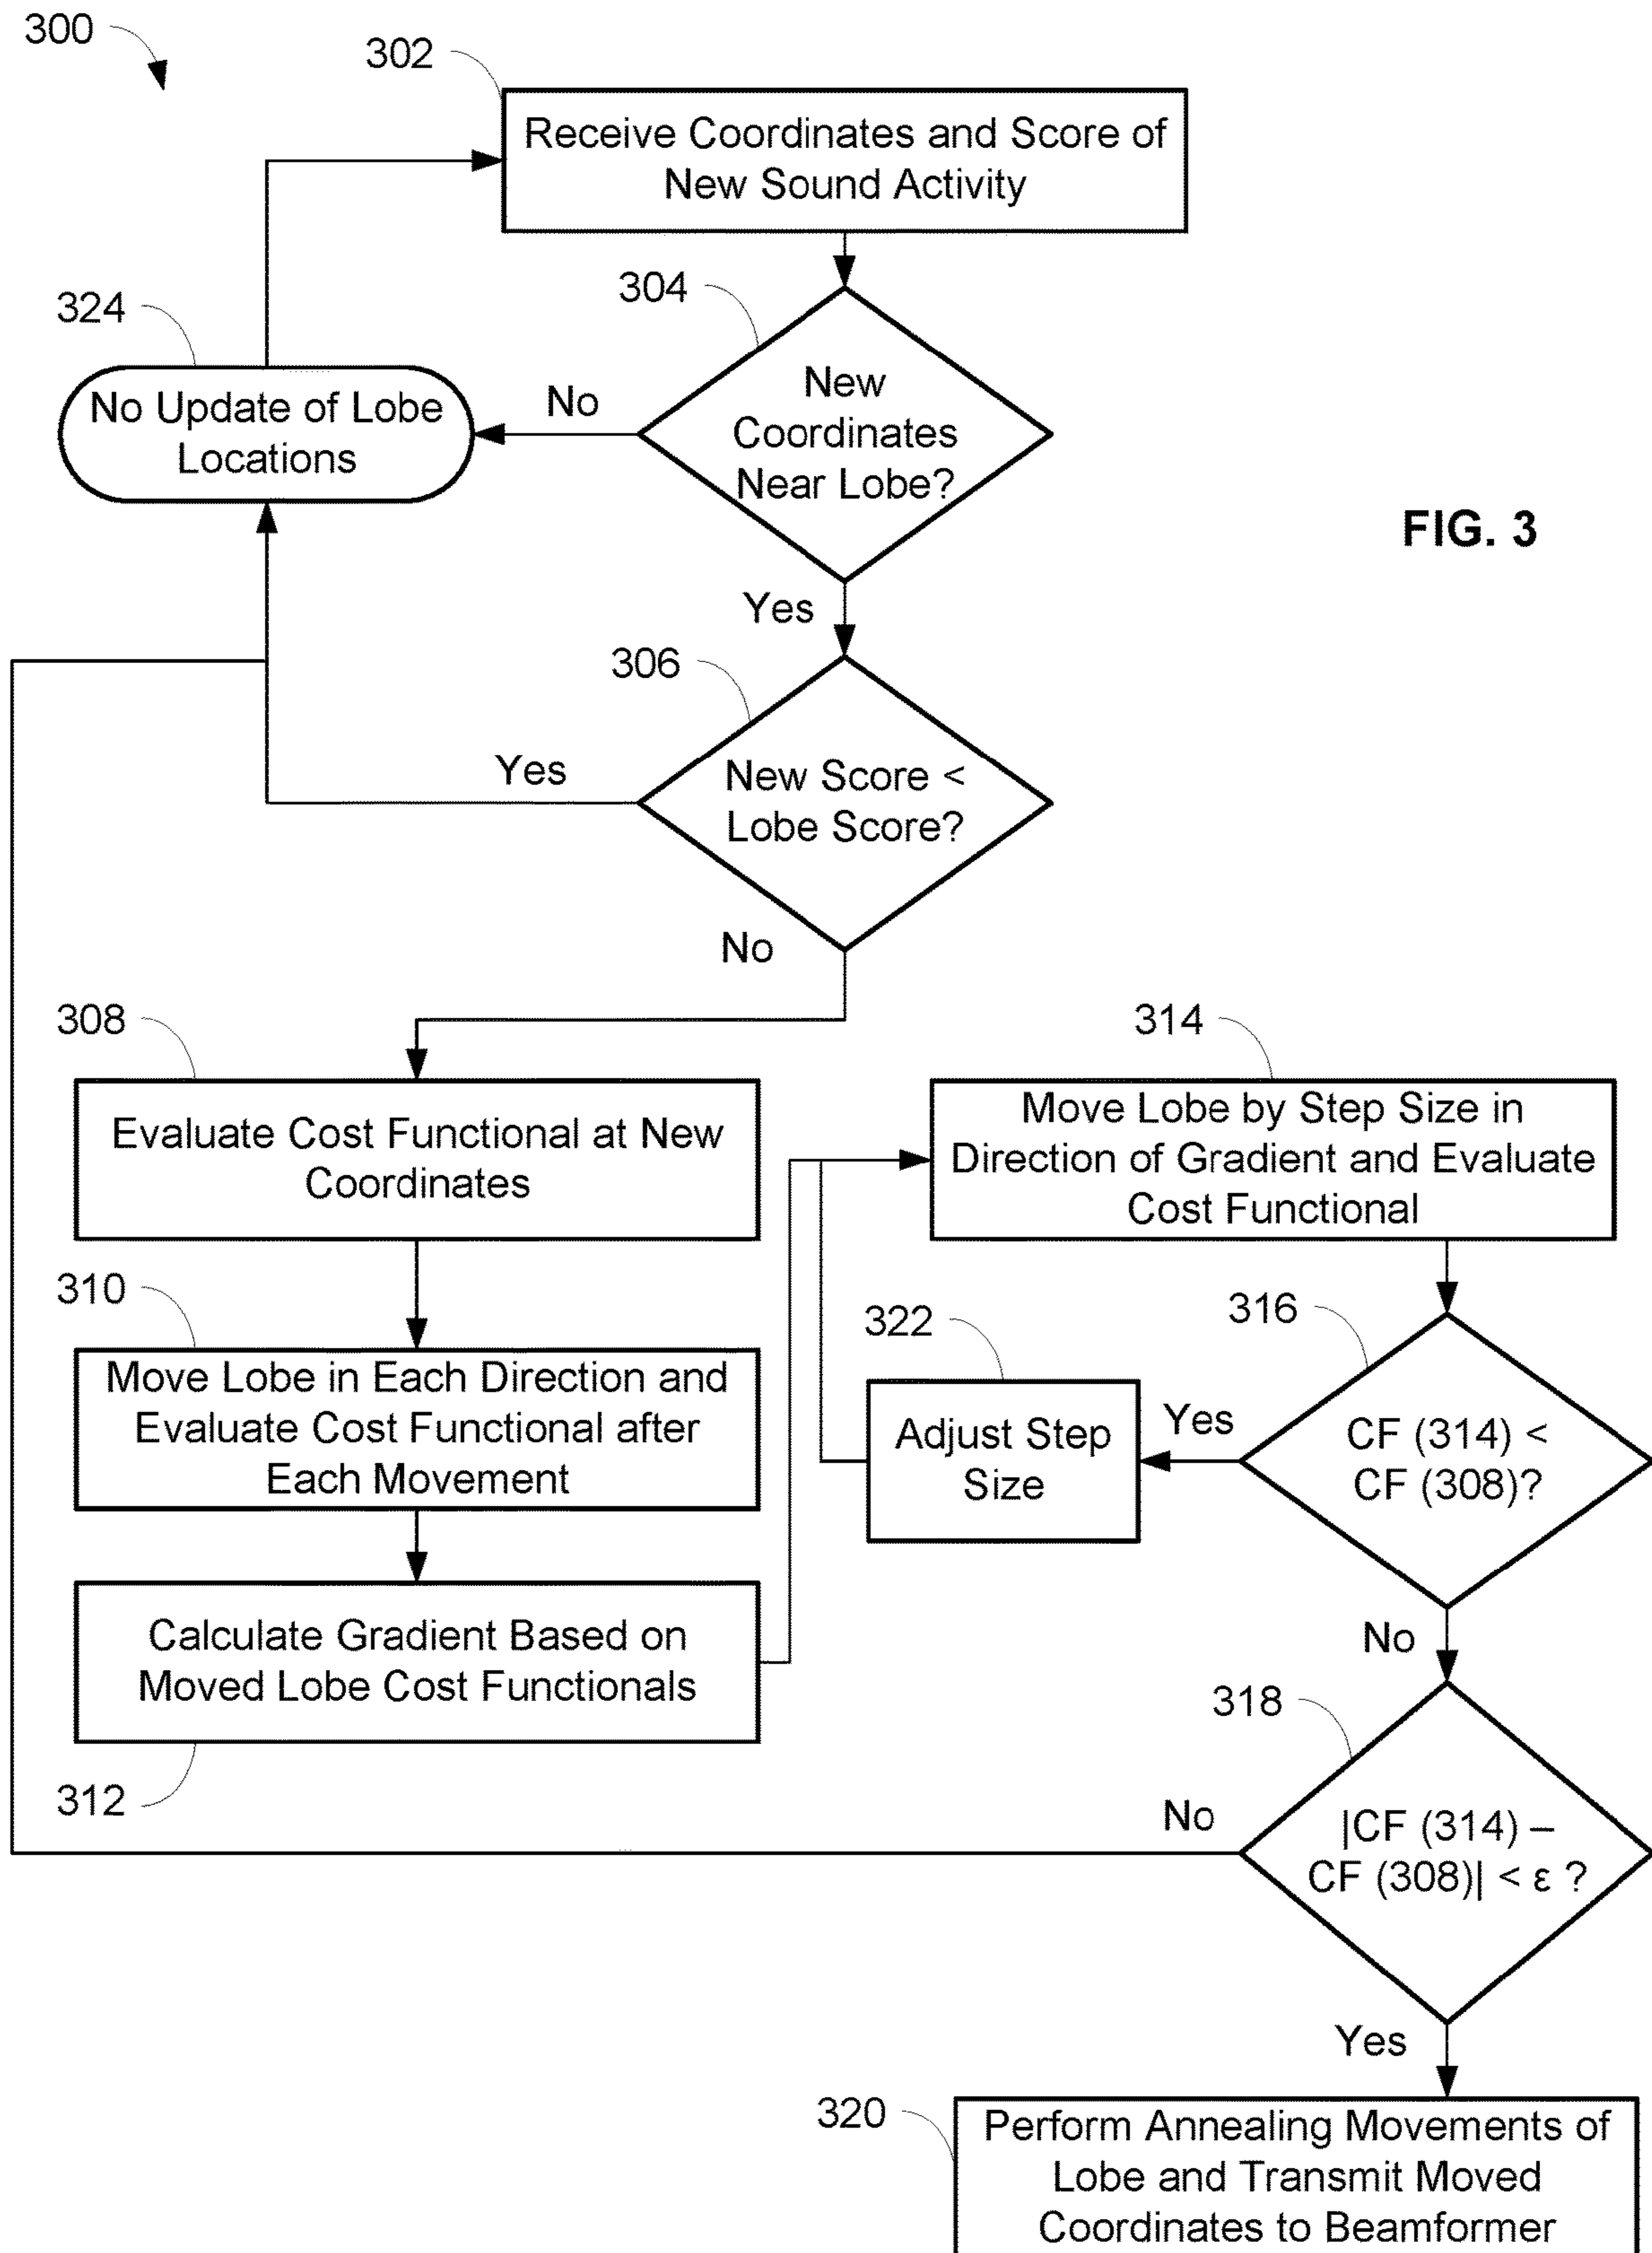 300
302
Receive Coordinates and Score of
New Sound Activity
304
324
New
Coordinates
Near Lobe?
No
No Update of Lobe
Locations
FIG. 3
Yes
306
New Score <
Lobe Score?
Yes
No
308
Evaluate Cost Functional at New
Coordinates
314
Move Lobe by Step Size in
Direction of Gradient and Evaluate
Cost Functional
310
Move Lobe in Each Direction and
Evaluate Cost Functional after
Each Movement
322
Adjust Step
Size
Yes
316
CF (314) <
CF (308)?
Calculate Gradient Based on
Moved Lobe Cost Functionals
312
No
318
|CF (314) –
CF (308)| < ε ?
No
Yes
320
Perform Annealing Movements of
Lobe and Transmit Moved
Coordinates to Beamformer